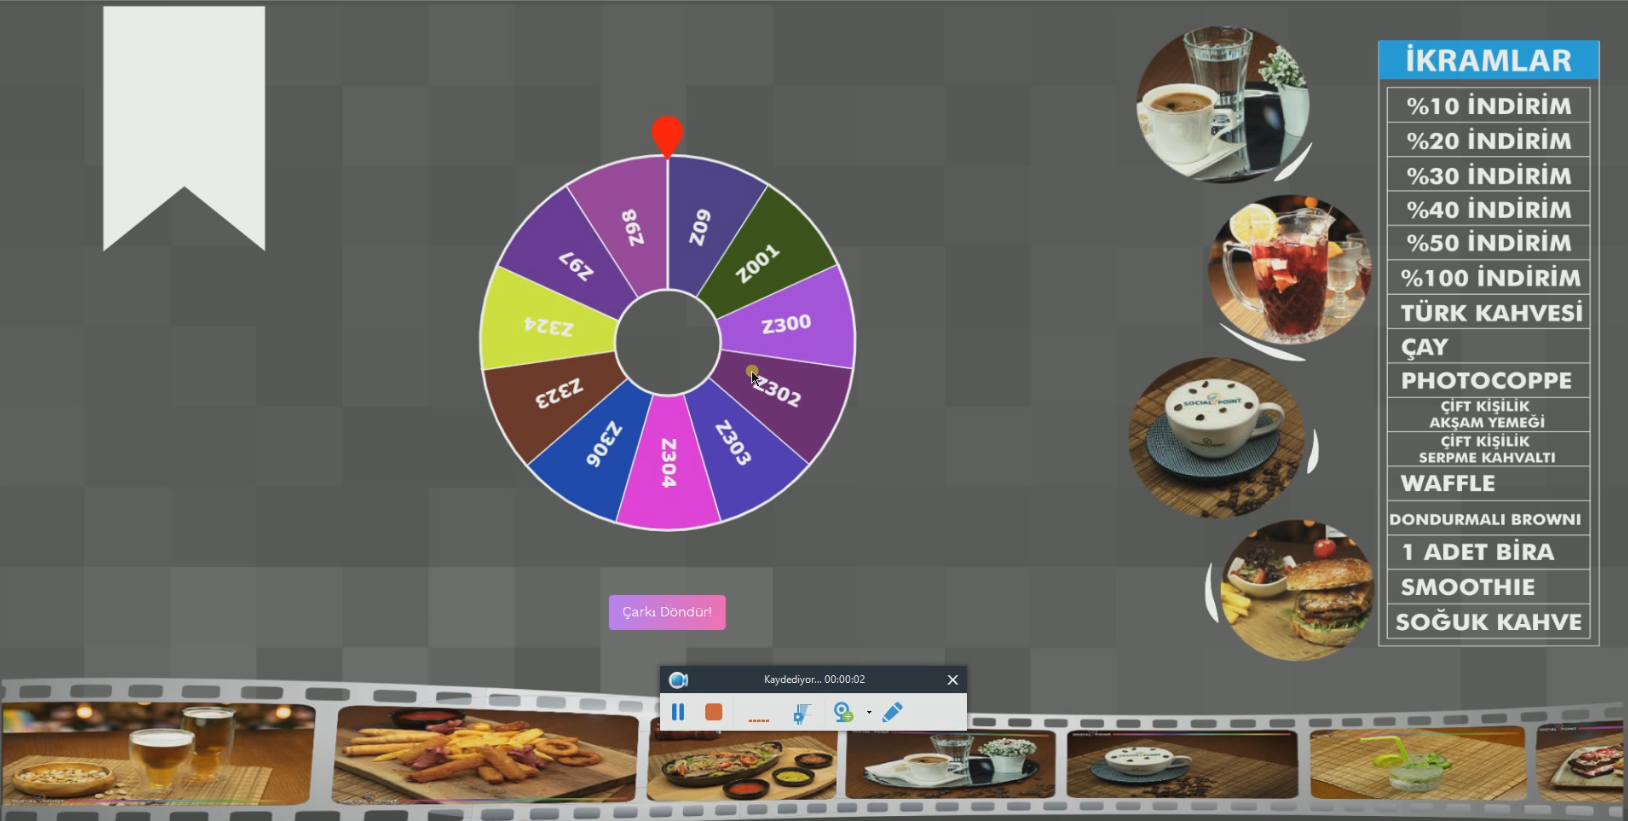 Z09
Z001
Z300
Z302
Z303
Z304
Z306
Z323
Z324
Z97
Z98
Çarkı Döndür!
Kaydediyor... 00:00:02
SOCIAL POINT
İKRAMLAR
%10 İNDİRİM
%20 İNDİRİM
%30 İNDİRİM
%40 İNDİRİM
%50 İNDİRİM
%100 İNDİRİM
TÜRK KAHVESİ
ÇAY
PHOTOCOPPE
ÇİFT KİŞİLİK
AKŞAM YEMEĞİ
ÇİFT KİŞİLİK
SERPME KAHVALTI
WAFFLE
DONDURMALI BROWNI
1 ADET BİRA
SMOOTHIE
SOĞUK KAHVE